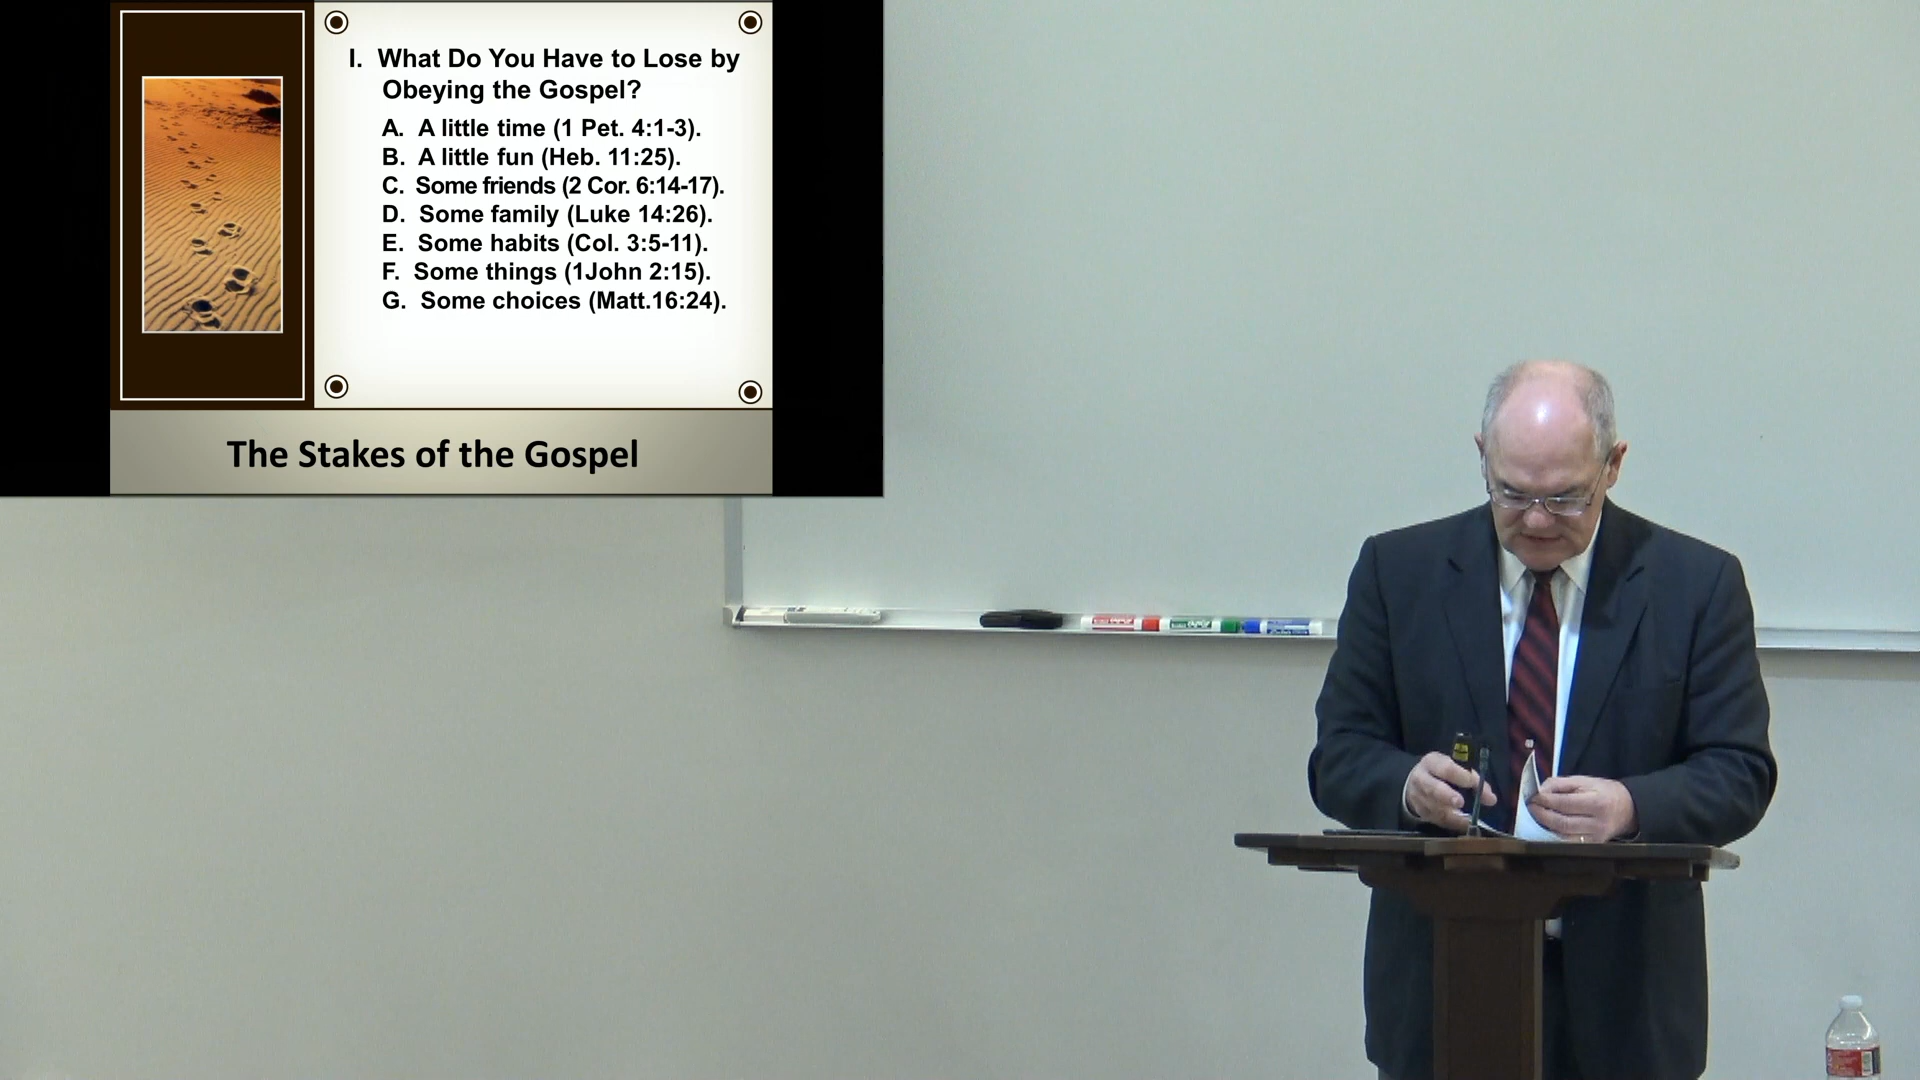 I. What Do You Have to Lose by
Obeying the Gospel?
A. A little time (1 Pet. 4:1-3).
B. A little fun (Heb. 11:25).
C. Some friends (2 Cor. 6:14-17).
D. Some family (Luke 14:26).
E. Some habits (Col. 3:5-11).
F. Some things (1John 2:15).
G. Some choices (Matt.16:24).
The Stakes of the Gospel